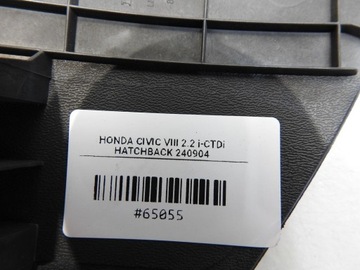 HONDA CIVIC VIII 2.2 i-CTDi
HATCHBACK 240904
#65055